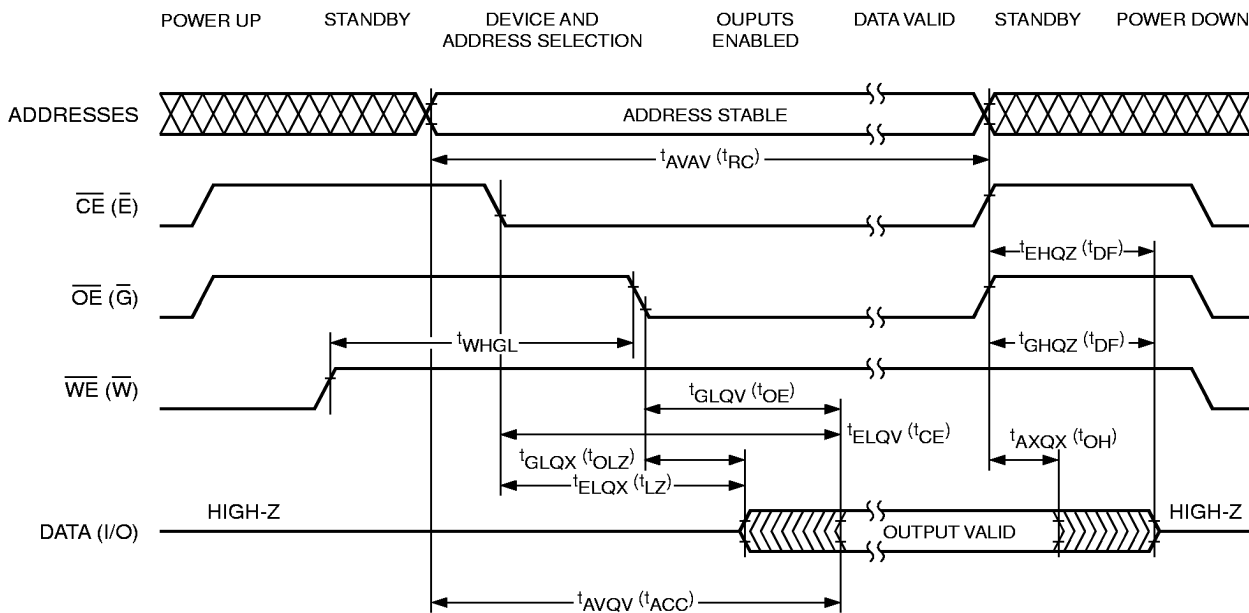 POWER UP STANDBY DEVICE AND ADDRESS SELECTION OUPUTS ENABLED DATA VALID STANDBY POWER DOWN
ADDRESSES ADDRESS STABLE
tAVAV (tRC)
CE (E)
tEHQZ (tDF)
OE (G)
tWHGL tGHQZ (tDF)
WE (W)
tGLQV (tOE)
tELQV (tCE) tAXQX (tOH)
tGLQX (tOLZ)
tELQX (tLZ)
HIGH-Z HIGH-Z
DATA (I/O) OUTPUT VALID
tAVQV (tACC)